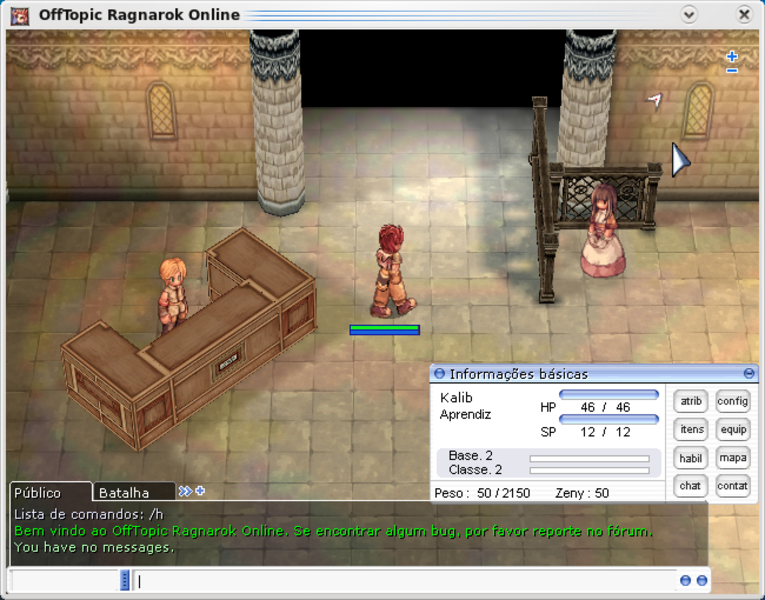 OffTopic Ragnarok Online
Informações básicas
Kalib
Aprendiz
HP 46 / 46
SP 12 / 12
Base. 2
Classe. 2
Peso : 50 / 2150 Zeny : 50
atrib config
itens equip
habil mapa
chat contat
Público Batalha
Lista de comandos: /h
Bem vindo ao OffTopic Ragnarok Online. Se encontrar algum bug, por favor reporte no fórum.
You have no messages.